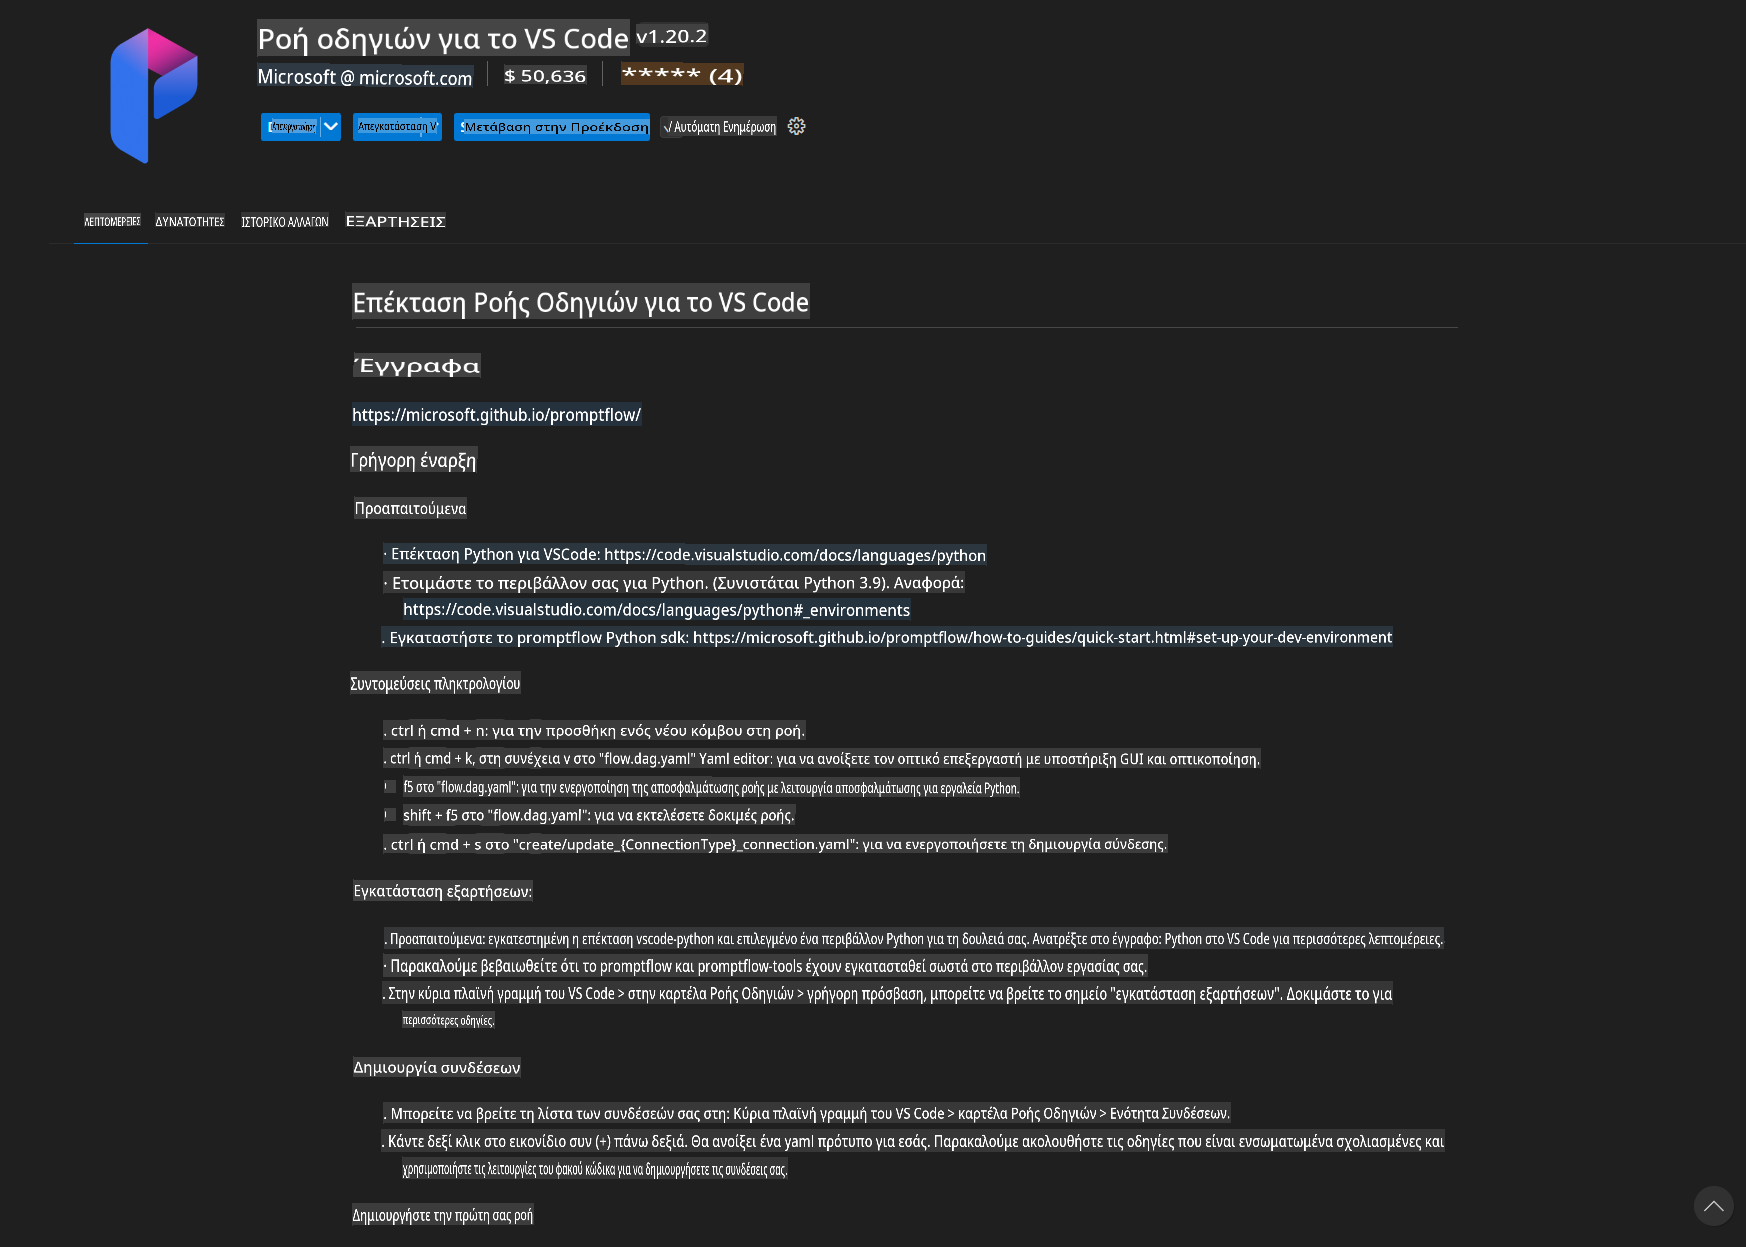 Ροή οδηγιών για το VS Code v1.20.2
Microsoft @ microsoft.com $ 50,636 ***** (4)
Απεγκατάσταση Μετάβαση στην Προέκδοση √ Αυτόματη Ενημέρωση
ΛΕΠΤΟΜΕΡΕΙΕΣ ΔΥΝΑΤΟΤΗΤΕΣ ΙΣΤΟΡΙΚΟ ΑΛΛΑΓΩΝ ΕΞΑΡΤΗΣΕΙΣ
Επέκταση Ροής Οδηγιών για το VS Code
Έγγραφα
https://microsoft.github.io/promptflow/
Γρήγορη έναρξη
Προαπαιτούμενα
· Επέκταση Python για VSCode: https://code.visualstudio.com/docs/languages/python
· Ετοιμάστε το περιβάλλον σας για Python. (Συνιστάται Python 3.9). Αναφορά:
https://code.visualstudio.com/docs/languages/python#_environments
. Εγκαταστήστε το promptflow Python sdk: https://microsoft.github.io/promptflow/how-to-guides/quick-start.html#set-up-your-dev-environment
Συντομεύσεις πληκτρολογίου
. ctrl ή cmd + n: για την προσθήκη ενός νέου κόμβου στη ροή.
. ctrl ή cmd + k, στη συνέχεια v στο "flow.dag.yaml" Yaml editor: για να ανοίξετε τον οπτικό επεξεργαστή με υποστήριξη GUI και οπτικοποίηση.
f5 στο "flow.dag.yaml": για την ενεργοποίηση της αποσφαλμάτωσης ροής με λειτουργία αποσφαλμάτωσης για εργαλεία Python.
shift + f5 στο "flow.dag.yaml": για να εκτελέσετε δοκιμές ροής.
. ctrl ή cmd + s στο "create/update_{ConnectionType}_connection.yaml": για να ενεργοποιήσετε τη δημιουργία σύνδεσης.
Εγκατάσταση εξαρτήσεων:
. Προαπαιτούμενα: εγκατεστημένη η επέκταση vscode-python και επιλεγμένο ένα περιβάλλον Python για τη δουλειά σας. Ανατρέξτε στο έγγραφο: Python στο VS Code για περισσότερες λεπτομέρειες.
· Παρακαλούμε βεβαιωθείτε ότι το promptflow και promptflow-tools έχουν εγκατασταθεί σωστά στο περιβάλλον εργασίας σας.
. Στην κύρια πλαϊνή γραμμή του VS Code > στην καρτέλα Ροής Οδηγιών > γρήγορη πρόσβαση, μπορείτε να βρείτε το σημείο "εγκατάσταση εξαρτήσεων". Δοκιμάστε το για
περισσότερες οδηγίες.
Δημιουργία συνδέσεων
. Μπορείτε να βρείτε τη λίστα των συνδέσεών σας στη: Κύρια πλαϊνή γραμμή του VS Code > καρτέλα Ροής Οδηγιών > Ενότητα Συνδέσεων.
. Κάντε δεξί κλικ στο εικονίδιο συν (+) πάνω δεξιά. Θα ανοίξει ένα yaml πρότυπο για εσάς. Παρακαλούμε ακολουθήστε τις οδηγίες που είναι ενσωματωμένα σχολιασμένες και
χρησιμοποιήστε τις λειτουργίες του φακού κώδικα για να δημιουργήσετε τις συνδέσεις σας.
Δημιουργήστε την πρώτη σας ροή